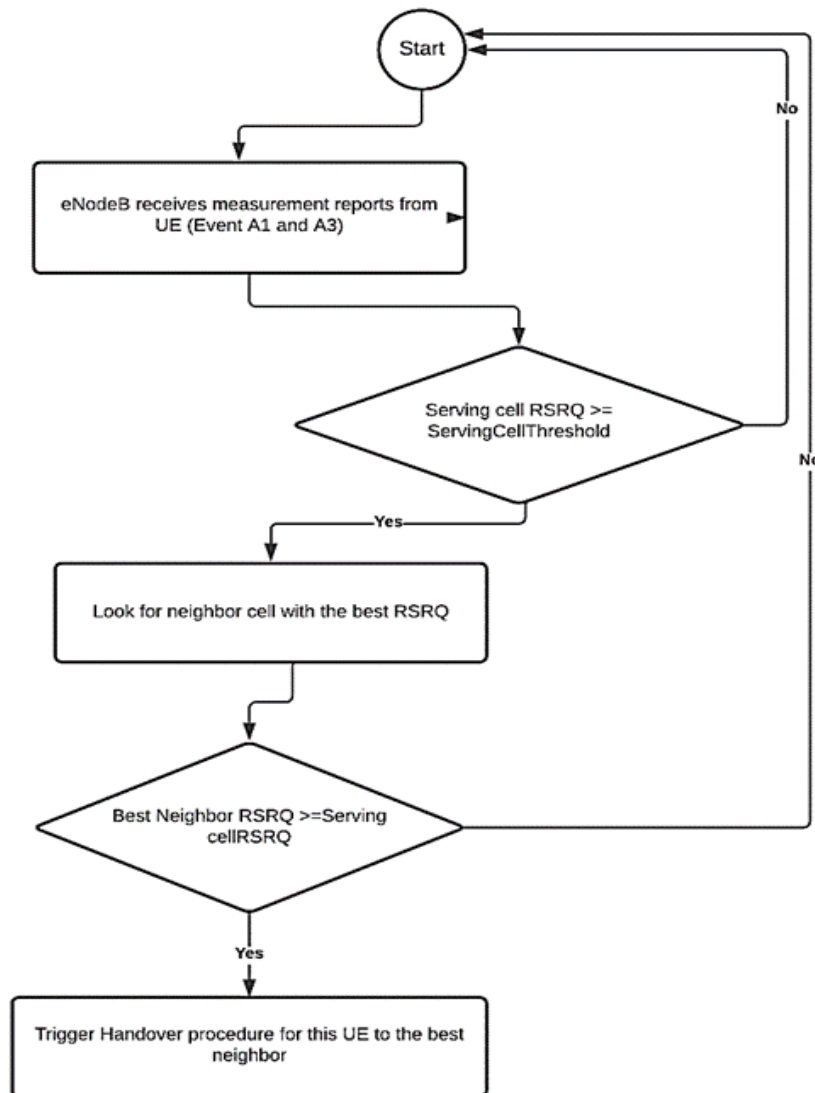 Start
No
eNodeB receives measurement reports from
UE (Event A1 and A3)
Serving cell RSRQ >=
ServingCellThreshold
No
Yes
Look for neighbor cell with the best RSRQ
Best Neighbor RSRQ >=Serving
cellRSRQ
Yes
Trigger Handover procedure for this UE to the best
neighbor